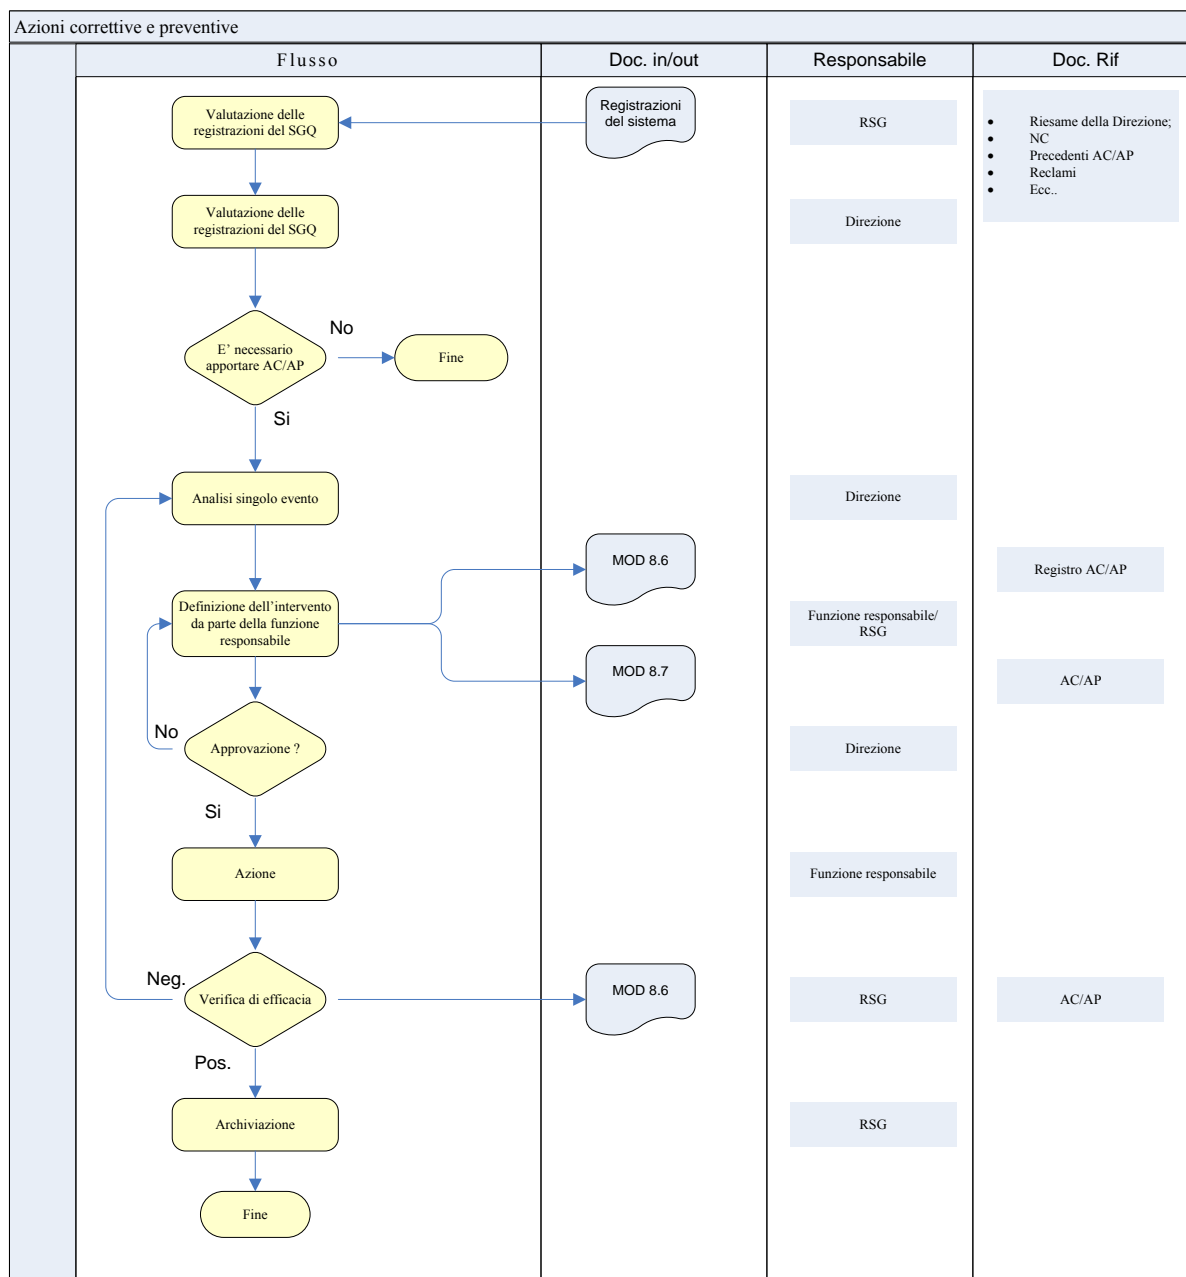 Azioni correttive e preventive
Flusso
Doc. in/out
Responsabile
Doc. Rif
Valutazione delle
registrazioni del SGQ
Registrazioni
del sistema
RSG
• Riesame della Direzione;
• NC
• Precedenti AC/AP
• Reclami
• Ecc..
Valutazione delle
registrazioni del SGQ
Direzione
E' necessario
apportare AC/AP
No
Fine
Si
Analisi singolo evento
Direzione
MOD 8.6
Registro AC/AP
Definizione dell'intervento
da parte della funzione
responsabile
Funzione responsabile/
RSG
MOD 8.7
AC/AP
No
Approvazione ?
Direzione
Si
Azione
Funzione responsabile
Neg.
Verifica di efficacia
MOD 8.6
RSG
AC/AP
Pos.
Archiviazione
RSG
Fine